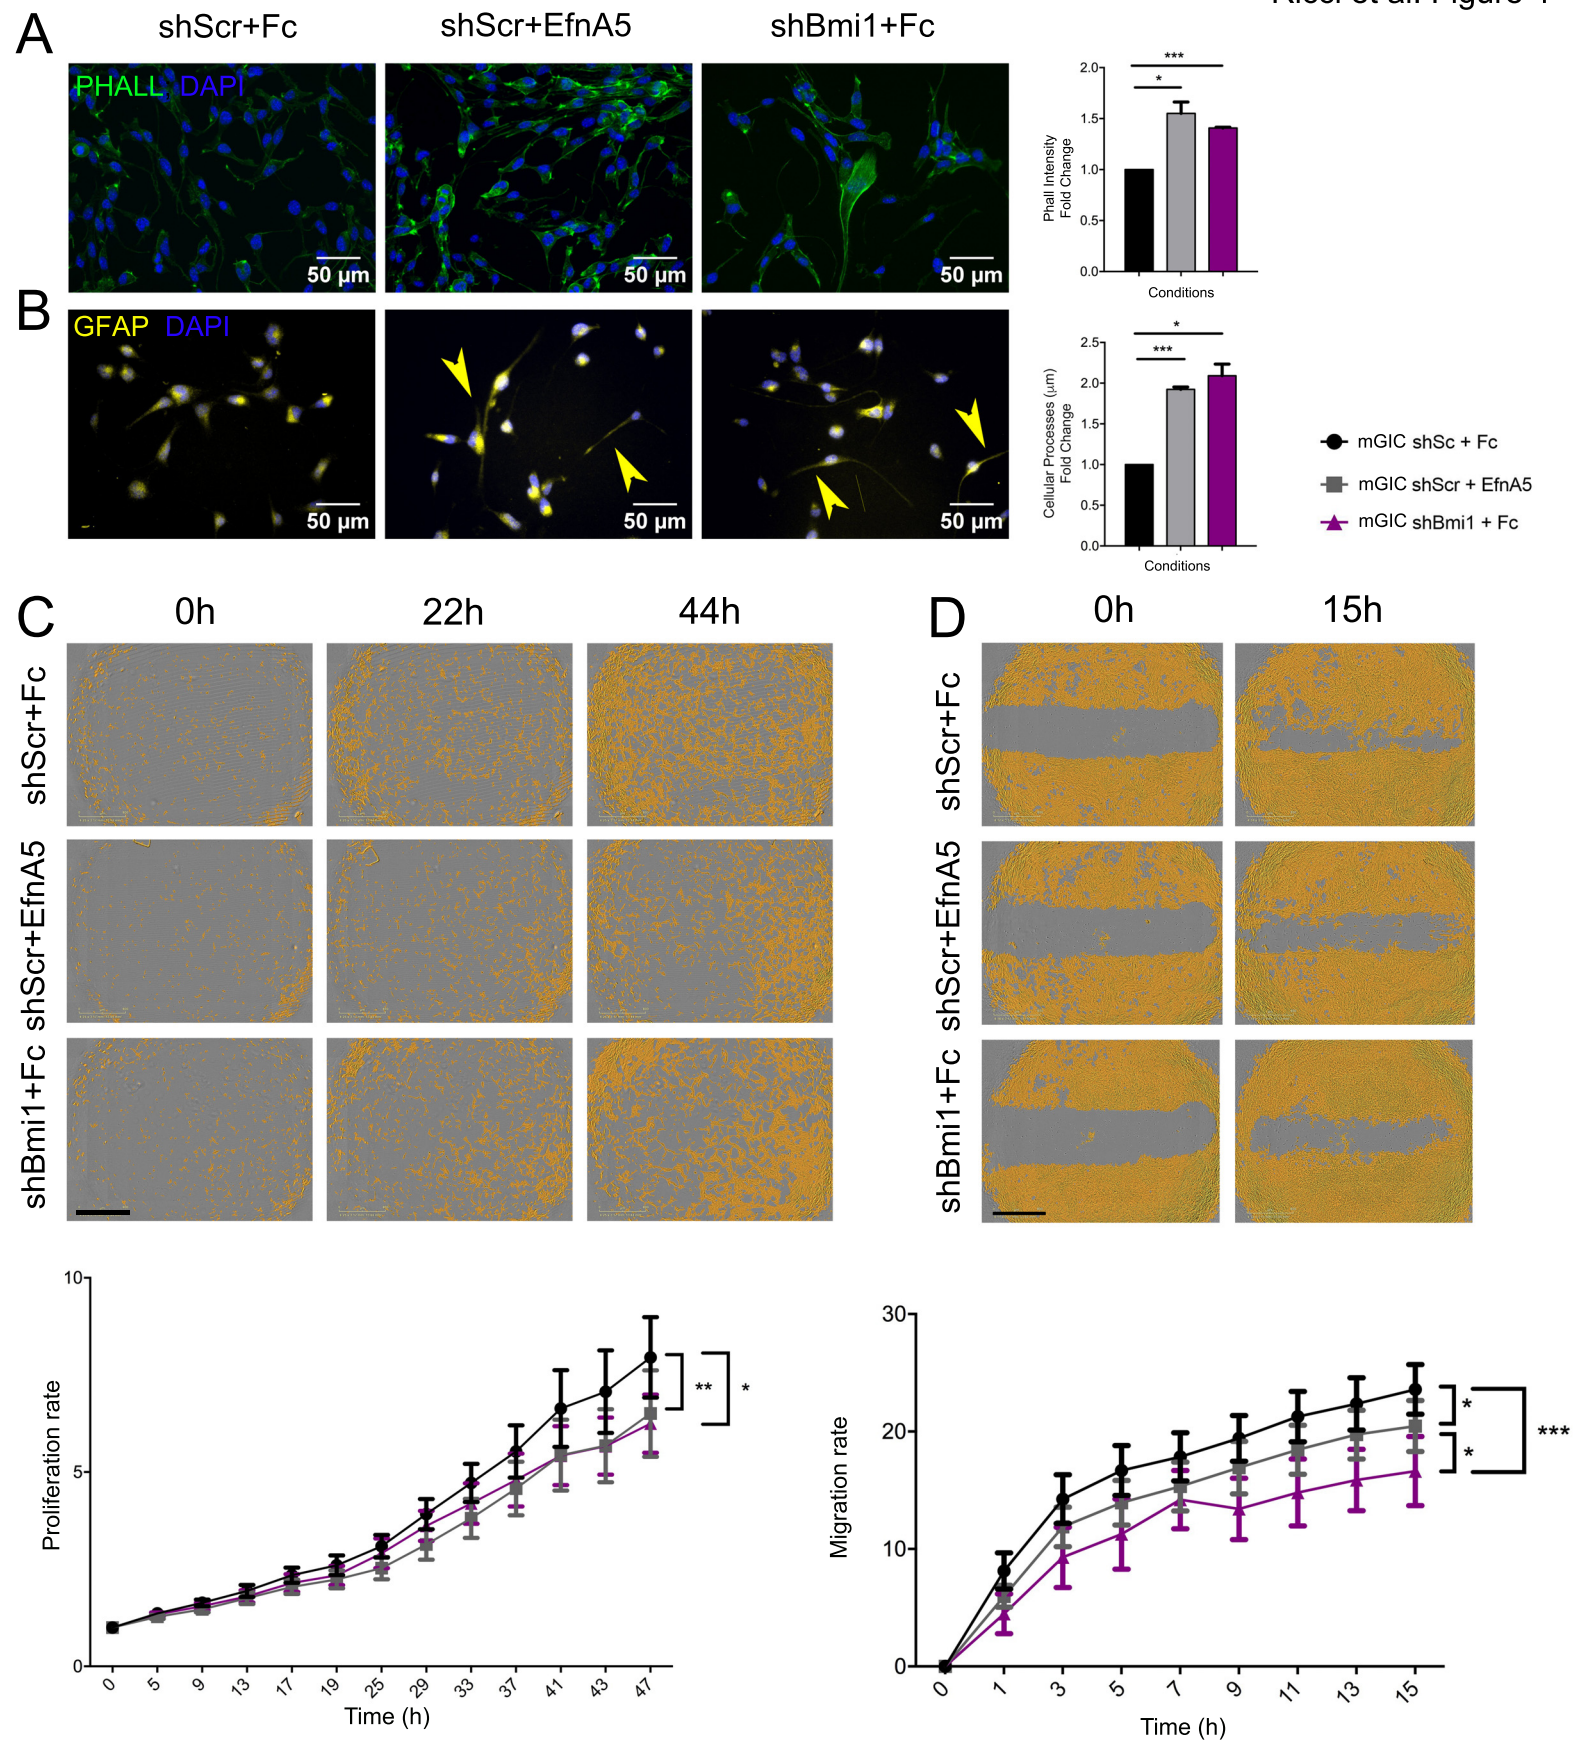 A
shScr+Fc
shScr+EfnA5
shBmi1+Fc
PHALL DAPI
50 µm
50 µm
50 µm
2.0
1.5
1.0
0.5
0.0
Phall Intensity
Fold Change
***
*
Conditions
B
GFAP DAPI
50 µm
50 µm
50 µm
2.5
2.0
1.5
1.0
0.5
0.0
Cellular Processes (µm)
Fold Change
*
***
Conditions
mGIC shSc + Fc
mGIC shScr + EfnA5
mGIC shBmi1 + Fc
C
0h
22h
44h
shScr+Fc
shScr+EfnA5
shBmi1+Fc
D
0h
15h
shScr+Fc
shScr+EfnA5
shBmi1+Fc
10
5
0
Proliferation rate
** *
0 5 9 13 17 19 25 29 33 37 41 43 47
Time (h)
30
20
10
0
Migration rate
*
*
***
0 1 3 5 7 9 11 13 15
Time (h)